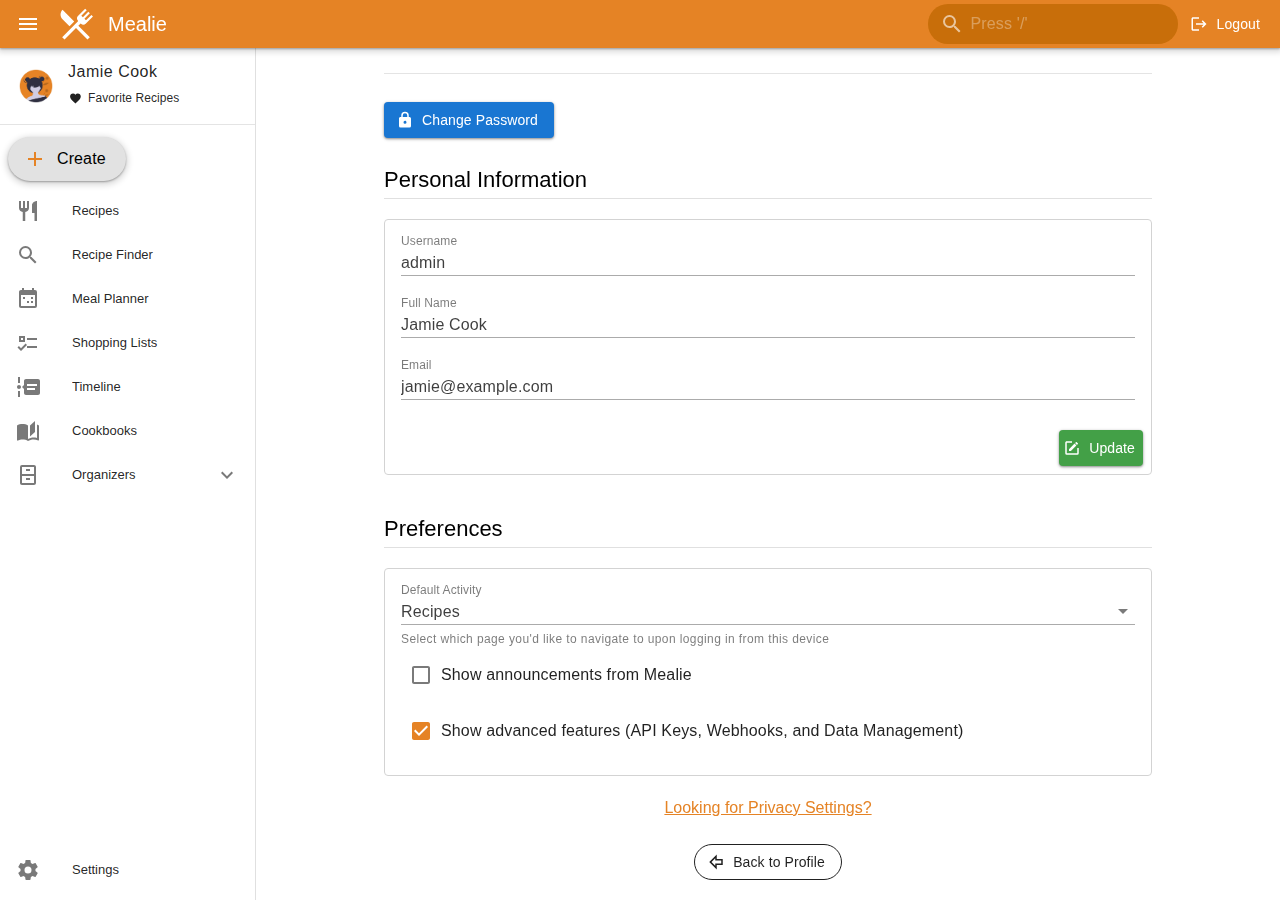 Mealie
Press '/'
Logout
Jamie Cook
Favorite Recipes
Create
Recipes
Recipe Finder
Meal Planner
Shopping Lists
Timeline
Cookbooks
Organizers
Settings
Change Password
Personal Information
Username
admin
Full Name
Jamie Cook
Email
jamie@example.com
Update
Preferences
Default Activity
Recipes
Select which page you'd like to navigate to upon logging in from this device
Show announcements from Mealie
Show advanced features (API Keys, Webhooks, and Data Management)
Looking for Privacy Settings?
Back to Profile